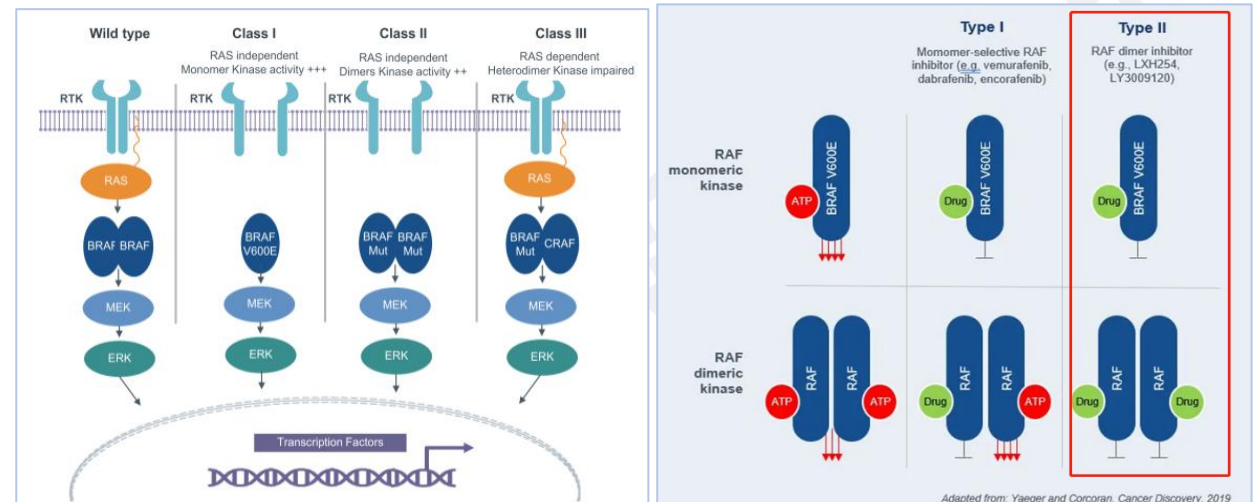 Wild type
Class I
Class II
Class III
RAS independent
Monomer Kinase activity +++
RAS independent
Dimers Kinase activity ++
RAS dependent
Heterodimer Kinase impaired
RTK
RTK
RTK
RTK
RAS
RAS
BRAF BRAF
BRAF
V600E
BRAF BRAF
Mut Mut
BRAF CRAF
Mut
MEK
MEK
MEK
MEK
ERK
ERK
ERK
ERK
Transcription Factors
Type I
Momomer-selective RAF
inhibitor (e.g. vemurafenib,
dabrafenib, encorafenib)
Type II
RAF dimer inhibitor
(e.g., LXH254,
LY3009120)
RAF
monomeric
kinase
ATP
BRAF V600E
Drug
BRAF V600E
Drug
BRAF V600E
RAF
dimeric
kinase
ATP
RAF
RAF
ATP
Drug
RAF
RAF
ATP
Drug
RAF
RAF
Drug
Adapted from: Yaeger and Corcoran, Cancer Discovery, 2019